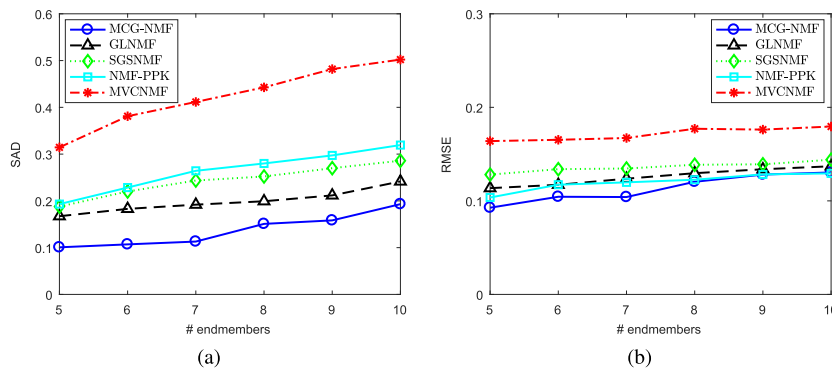 0.6
0.5
0.4
0.3
0.2
0.1
0
SAD
MCG-NMF
GLNMF
SGSNMF
NMF-PPK
MVCNMF
5 6 7 8 9 10
# endmembers
(a)
0.3
0.2
0.1
0
RMSE
MCG-NMF
GLNMF
SGSNMF
NMF-PPK
MVCNMF
5 6 7 8 9 10
# endmembers
(b)